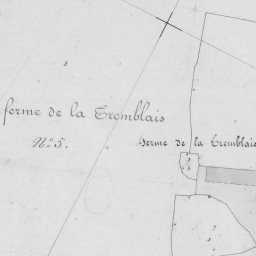 ferme de la Tremblais
N° 5.
Ferme de la Tremblais